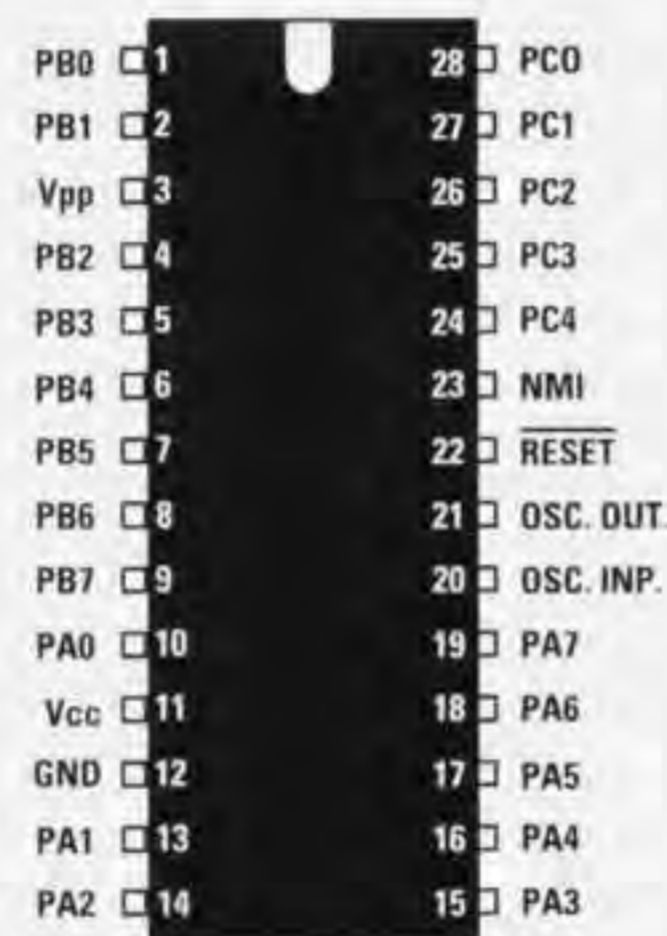 PB0 1 28 PC0
PB1 2 27 PC1
Vpp 3 26 PC2
PB2 4 25 PC3
PB3 5 24 PC4
PB4 6 23 NMI
PB5 7 22 RESET
PB6 8 21 OSC. OUT.
PB7 9 20 OSC. INP.
PA0 10 19 PA7
Vcc 11 18 PA6
GND 12 17 PA5
PA1 13 16 PA4
PA2 14 15 PA3